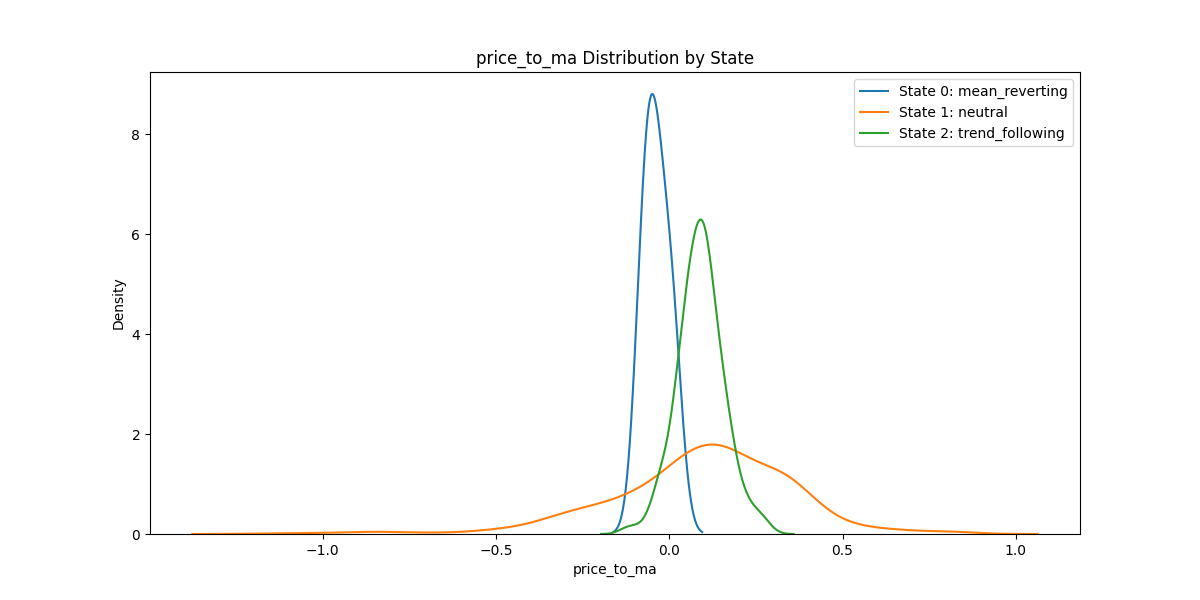 price_to_ma Distribution by State
State 0: mean_reverting
State 1: neutral
State 2: trend_following
Density
8
6
4
2
0
−1.0
−0.5
0.0
0.5
1.0
price_to_ma